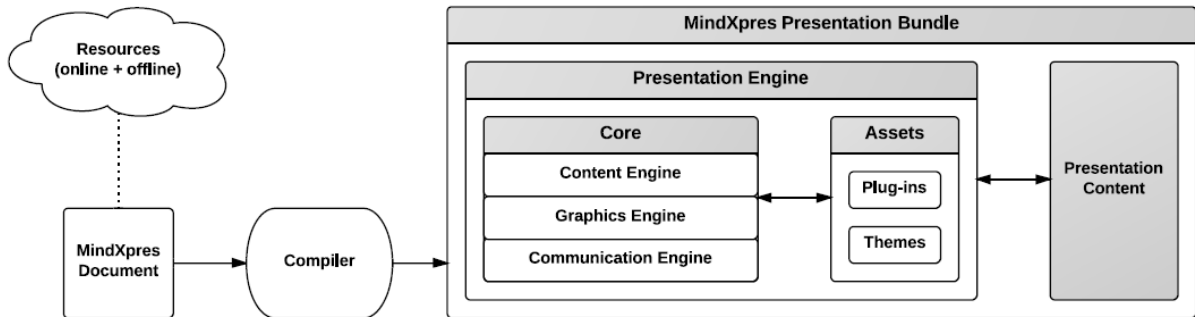 MindXpres Presentation Bundle
Resources
(online + offline)
Presentation Engine
Core
Assets
Content Engine
Plug-ins
Presentation
Content
Graphics Engine
Themes
MindXpres
Document
Compiler
Communication Engine